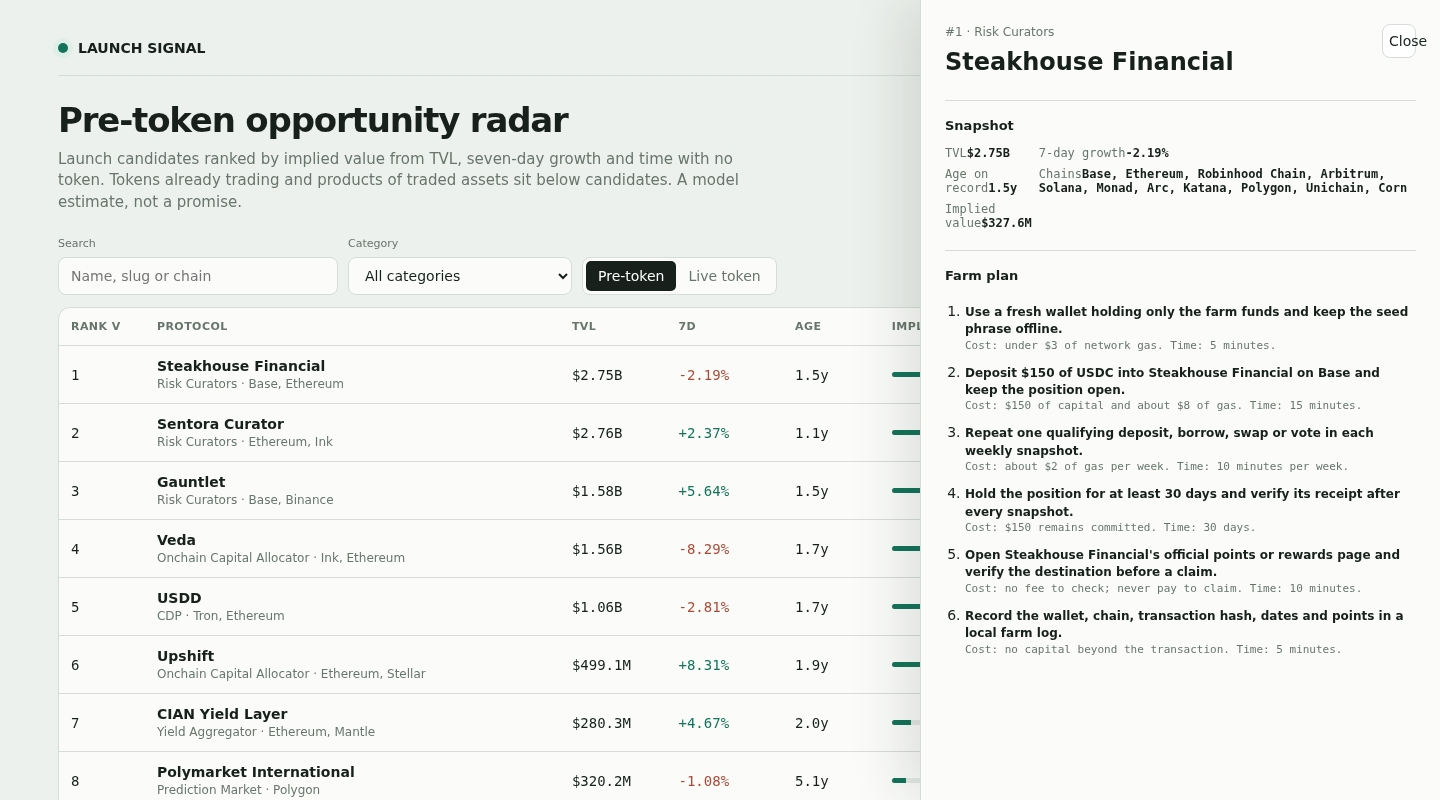 LAUNCH SIGNAL
Pre-token opportunity radar
Launch candidates ranked by implied value from TVL, seven-day growth and time with no
token. Tokens already trading and products of traded assets sit below candidates. A model
estimate, not a promise.
Search
Category
Name, slug or chain
All categories
Pre-token
Live token
RANK V PROTOCOL TVL 7D AGE IMPL
1 Steakhouse Financial $2.75B -2.19% 1.5y
Risk Curators · Base, Ethereum
2 Sentora Curator $2.76B +2.37% 1.1y
Risk Curators · Ethereum, Ink
3 Gauntlet $1.58B +5.64% 1.5y
Risk Curators · Base, Binance
4 Veda $1.56B -8.29% 1.7y
Onchain Capital Allocator · Ink, Ethereum
5 USDD $1.06B -2.81% 1.7y
CDP · Tron, Ethereum
6 Upshift $499.1M +8.31% 1.9y
Onchain Capital Allocator · Ethereum, Stellar
7 CIAN Yield Layer $280.3M +4.67% 2.0y
Yield Aggregator · Ethereum, Mantle
8 Polymarket International $320.2M -1.08% 5.1y
Prediction Market · Polygon
#1 · Risk Curators
Steakhouse Financial
Close
Snapshot
TVL$2.75B 7-day growth-2.19%
Age on
record1.5y
ChainsBase, Ethereum, Robinhood Chain, Arbitrum,
Solana, Monad, Arc, Katana, Polygon, Unichain, Corn
Implied
value$327.6M
Farm plan
1. Use a fresh wallet holding only the farm funds and keep the seed
phrase offline.
Cost: under $3 of network gas. Time: 5 minutes.
2. Deposit $150 of USDC into Steakhouse Financial on Base and
keep the position open.
Cost: $150 of capital and about $8 of gas. Time: 15 minutes.
3. Repeat one qualifying deposit, borrow, swap or vote in each
weekly snapshot.
Cost: about $2 of gas per week. Time: 10 minutes per week.
4. Hold the position for at least 30 days and verify its receipt after
every snapshot.
Cost: $150 remains committed. Time: 30 days.
5. Open Steakhouse Financial's official points or rewards page and
verify the destination before a claim.
Cost: no fee to check; never pay to claim. Time: 10 minutes.
6. Record the wallet, chain, transaction hash, dates and points in a
local farm log.
Cost: no capital beyond the transaction. Time: 5 minutes.